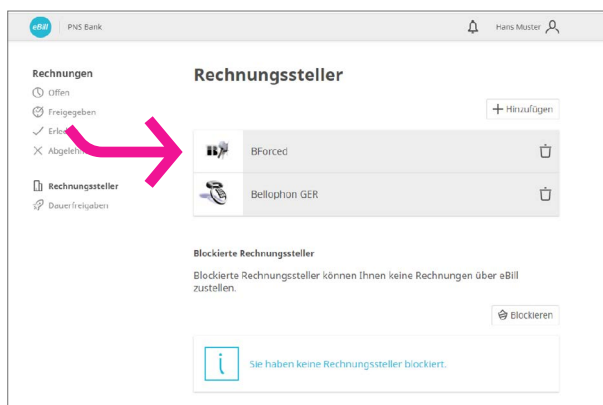 eBill PNS Bank Hans Muster
Rechnungen
Offen
Freigegeben
Abgelehn
Rechnungssteller
Dauerfreigaben
Rechnungssteller
Hinzufügen
BForced
Bellophon GER
Blockierte Rechnungssteller
Blockierte Rechnungssteller können Ihnen keine Rechnungen über eBill
zustellen.
Blockieren
i Sie haben keine Rechnungssteller blockiert.